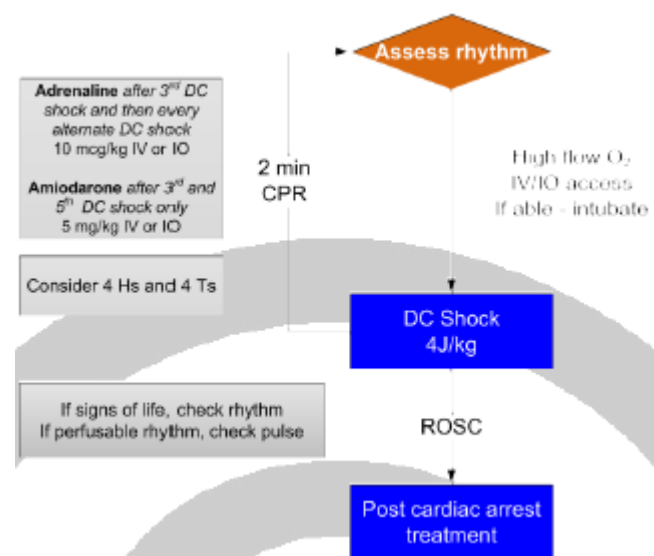 Assess rhythm
Adrenaline after 3rd DC
shock and then every
alternate DC shock
10 mcg/kg IV or IO
Amiodarone after 3rd and
5th DC shock only
5 mg/kg IV or IO
2 min
CPR
High flow O2
IV/IO access
If able - intubate
Consider 4 Hs and 4 Ts
DC Shock
4J/kg
If signs of life, check rhythm
If perfusable rhythm, check pulse
ROSC
Post cardiac arrest
treatment